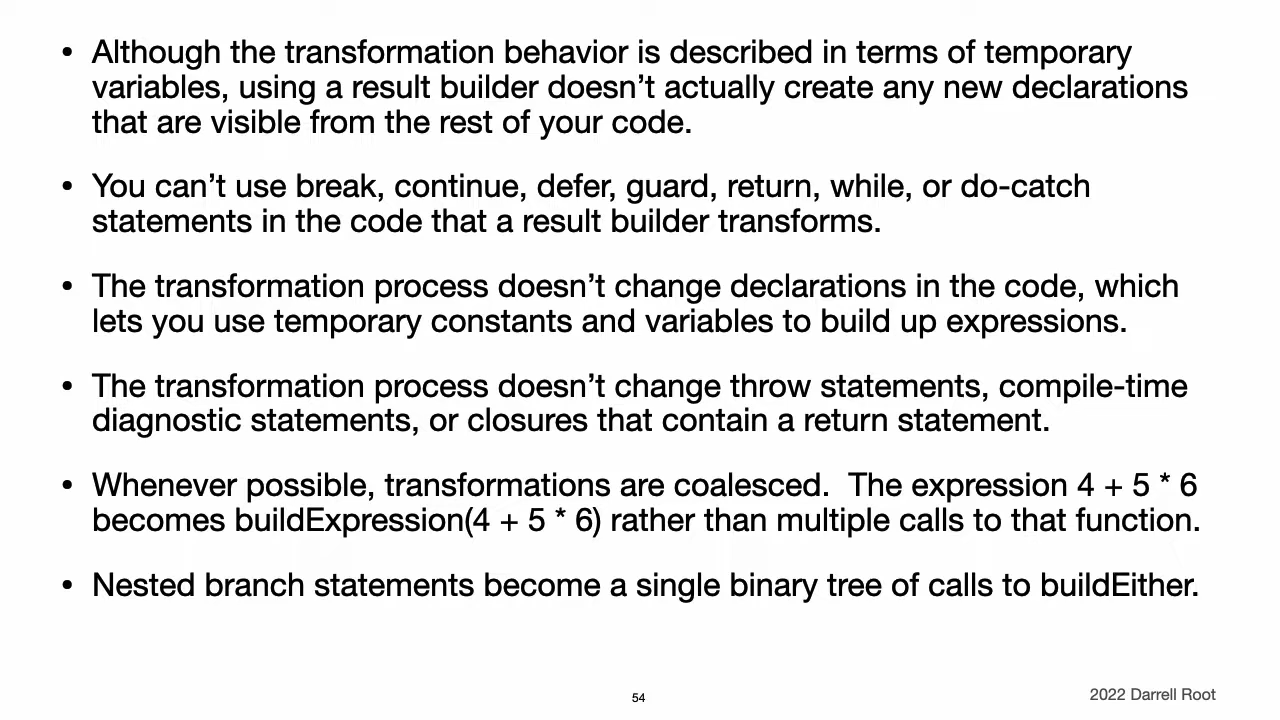 • Although the transformation behavior is described in terms of temporary
variables, using a result builder doesn’t actually create any new declarations
that are visible from the rest of your code.
• You can’t use break, continue, defer, guard, return, while, or do-catch
statements in the code that a result builder transforms.
• The transformation process doesn’t change declarations in the code, which
lets you use temporary constants and variables to build up expressions.
• The transformation process doesn’t change throw statements, compile-time
diagnostic statements, or closures that contain a return statement.
• Whenever possible, transformations are coalesced.  The expression 4 + 5 * 6
becomes buildExpression(4 + 5 * 6) rather than multiple calls to that function.
• Nested branch statements become a single binary tree of calls to buildEither.
54
2022 Darrell Root